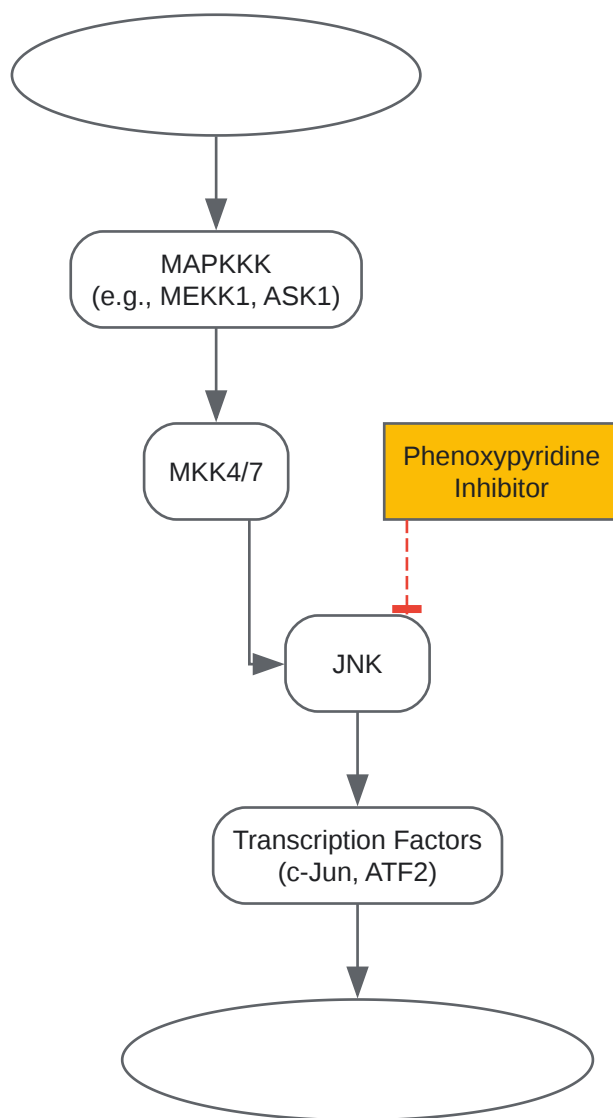 MAPKKK
(e.g., MEKK1, ASK1)
MKK4/7
Phenoxypyridine
Inhibitor
JNK
Transcription Factors
(c-Jun, ATF2)